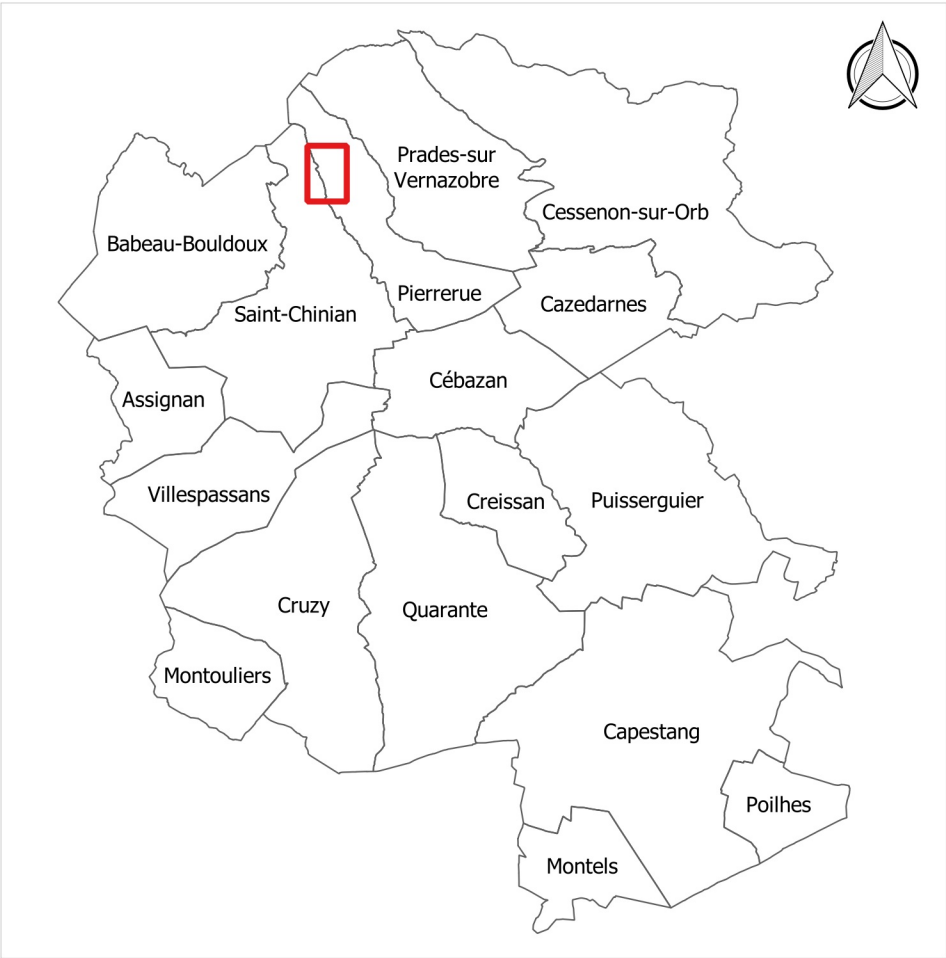 Prades-sur
Vernazobre
Cessenon-sur-Orb
Babeau-Bouldoux
Pierrerue
Cazedarnes
Saint-Chinian
Cébazan
Assignan
Villespassans
Creissan
Puisserguier
Cruzy
Quarante
Montouliers
Capestang
Poilhes
Montels